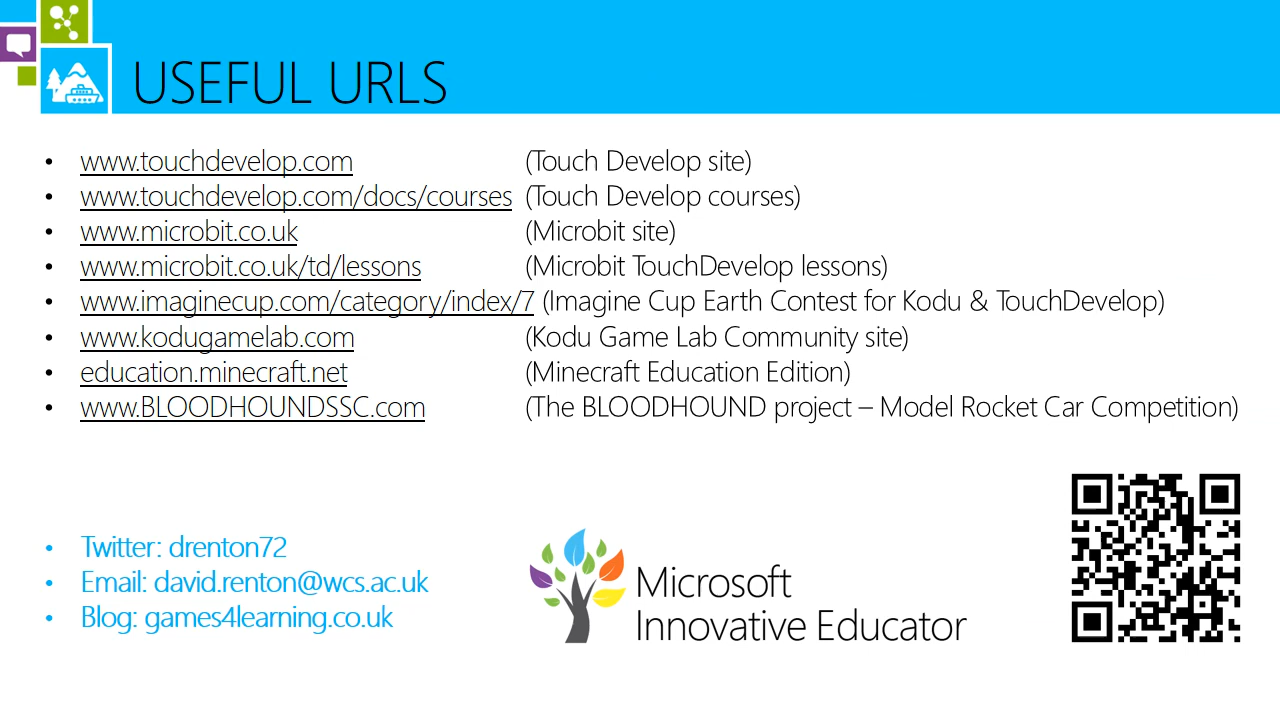 USEFUL URLS
• www.touchdevelop.com (Touch Develop site)
• www.touchdevelop.com/docs/courses (Touch Develop courses)
• www.microbit.co.uk (Microbit site)
• www.microbit.co.uk/td/lessons (Microbit TouchDevelop lessons)
• www.imaginecup.com/category/index/7 (Imagine Cup Earth Contest for Kodu & TouchDevelop)
• www.kodugamelab.com (Kodu Game Lab Community site)
• education.minecraft.net (Minecraft Education Edition)
• www.BLOODHOUNDSSC.com (The BLOODHOUND project – Model Rocket Car Competition)
• Twitter: drenton72
• Email: david.renton@wcs.ac.uk
• Blog: games4learning.co.uk
Microsoft
Innovative Educator